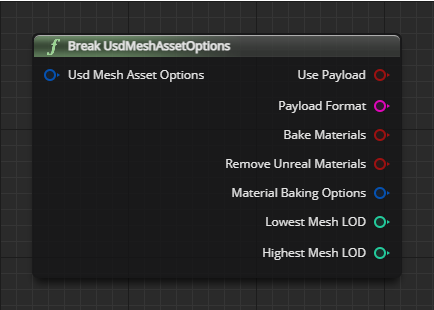 Break UsdMeshAssetOptions
Usd Mesh Asset Options
Use Payload
Payload Format
Bake Materials
Remove Unreal Materials
Material Baking Options
Lowest Mesh LOD
Highest Mesh LOD